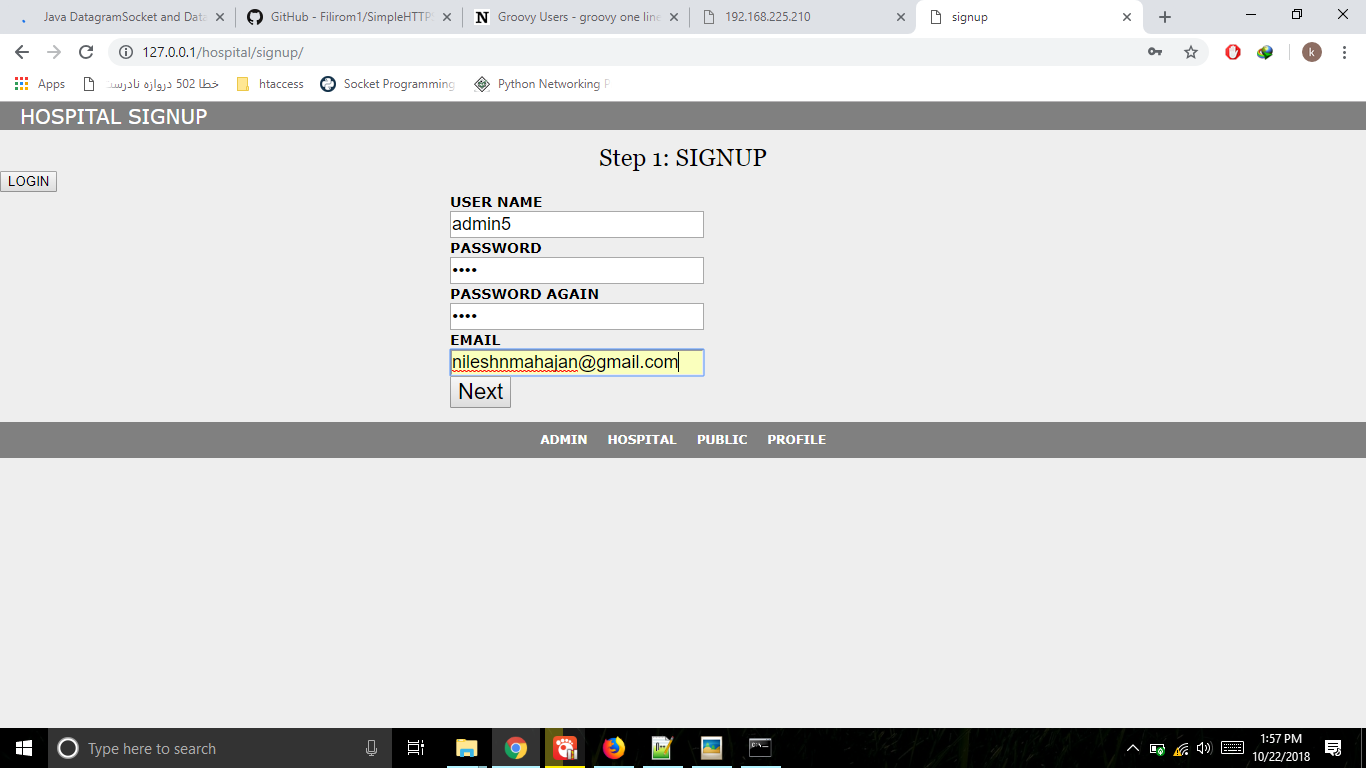 Java DatagramSocket and Data
GitHub - Filirom1/SimpleHTTPS
N Groovy Users - groovy one line
192.168.225.210
signup
127.0.0.1/hospital/signup/
k
Apps
خطا 502 دروازه نادرست
htaccess
Socket Programming
Python Networking P
HOSPITAL SIGNUP
Step 1: SIGNUP
LOGIN
USER NAME
admin5
PASSWORD
••••
PASSWORD AGAIN
••••
EMAIL
nileshnmahajan@gmail.com
Next
ADMIN HOSPITAL PUBLIC PROFILE
Type here to search
1:57 PM
10/22/2018